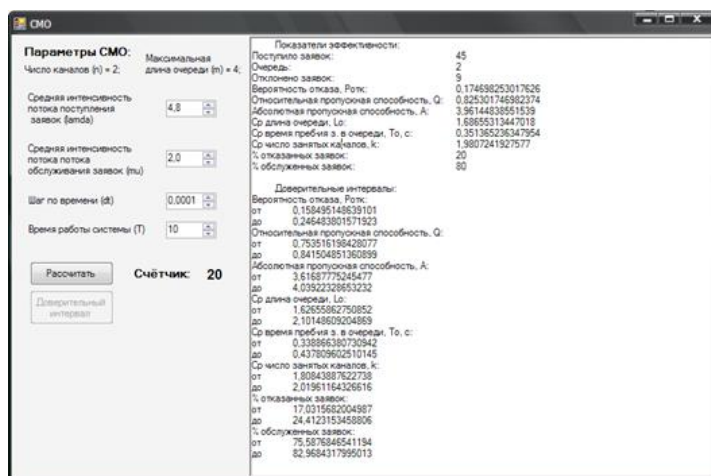 СМО
Параметры СМО:
Число каналов (n) = 2;
Максимальная
длина очереди (m) = 4;
Средняя интенсивность
потока поступления
заявок (lamda)
4,8
Средняя интенсивность
потока потока
обслуживания заявок (mu)
2,0
Шаг по времени (dt)
0,0001
Время работы системы (T)
10
Рассчитать
Счётчик: 20
Доверительный
интервал
Показатели эффективности:
Поступило заявок: 45
Очередь: 2
Отклонено заявок: 9
Вероятность отказа, Ротк: 0,174698253017626
Относительная пропускная способность, Q: 0,825301746982374
Абсолютная пропускная способность, A: 3,96144838551539
Ср длина очереди, Lo: 1,68655313447018
Ср время преб-ия з. в очереди, То, с: 0,351365236347954
Ср число занятых каналов, k: 1,9807241927577
% отказанных заявок: 20
% обслуженных заявок: 80
Доверительные интервалы:
Вероятность отказа, Ротк:
от 0,158495148639101
до 0,246483801571923
Относительная пропускная способность, Q:
от 0,753516198428077
до 0,841504851360899
Абсолютная пропускная способность, A:
от 3,61687775245477
до 4,03922328653232
Ср длина очереди, Lo:
от 1,62655862750852
до 2,10148609204869
Ср время преб-ия з. в очереди, То, с:
от 0,338866380730942
до 0,437809602510145
Ср число занятых каналов, k:
от 1,80843887622738
до 2,01961164326616
% отказанных заявок:
от 17,0315682004987
до 24,4123153458806
% обслуженных заявок:
от 75,5876846541194
до 82,9684317995013